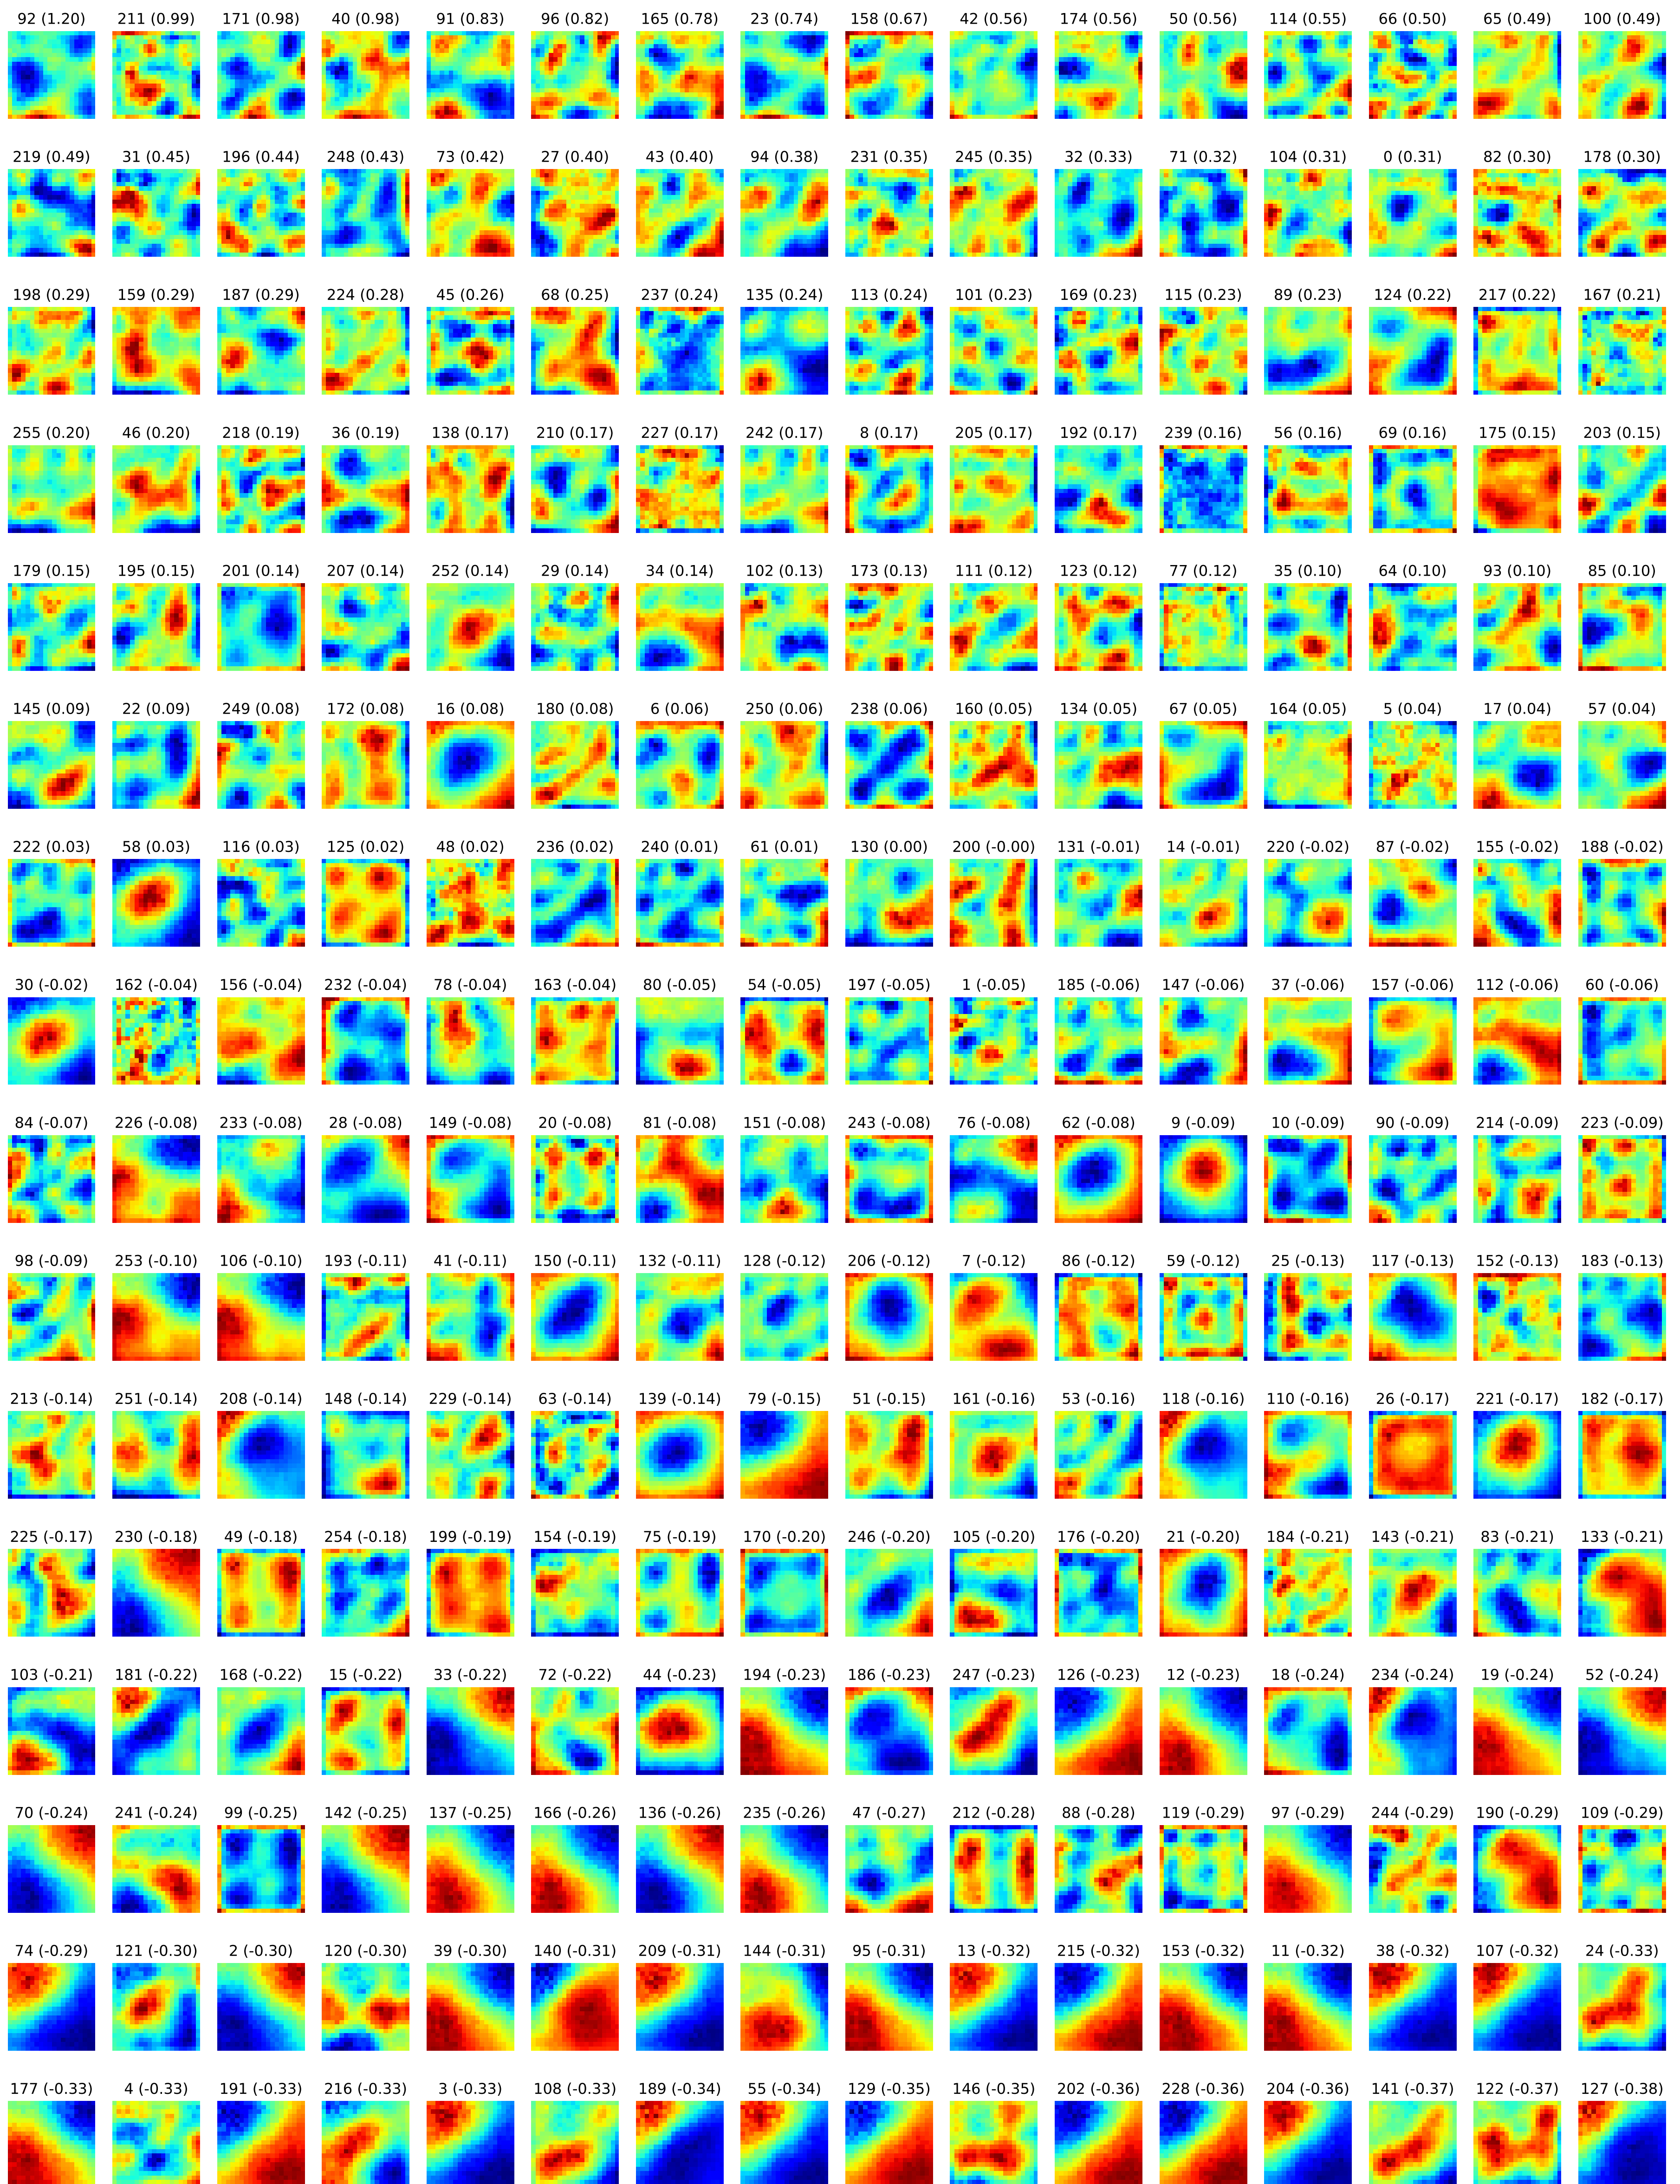 92 (1.20) 211 (0.99) 171 (0.98) 40 (0.98) 91 (0.83) 96 (0.82) 165 (0.78) 23 (0.74) 158 (0.67) 42 (0.56) 174 (0.56) 50 (0.56) 114 (0.55) 66 (0.50) 65 (0.49) 100 (0.49)
219 (0.49) 31 (0.45) 196 (0.44) 248 (0.43) 73 (0.42) 27 (0.40) 43 (0.40) 94 (0.38) 231 (0.35) 245 (0.35) 32 (0.33) 71 (0.32) 104 (0.31) 0 (0.31) 82 (0.30) 178 (0.30)
198 (0.29) 159 (0.29) 187 (0.29) 224 (0.28) 45 (0.26) 68 (0.25) 237 (0.24) 135 (0.24) 113 (0.24) 101 (0.23) 169 (0.23) 115 (0.23) 89 (0.23) 124 (0.22) 217 (0.22) 167 (0.21)
255 (0.20) 46 (0.20) 218 (0.19) 36 (0.19) 138 (0.17) 210 (0.17) 227 (0.17) 242 (0.17) 8 (0.17) 205 (0.17) 192 (0.17) 239 (0.16) 56 (0.16) 69 (0.16) 175 (0.15) 203 (0.15)
179 (0.15) 195 (0.15) 201 (0.14) 207 (0.14) 252 (0.14) 29 (0.14) 34 (0.14) 102 (0.13) 173 (0.13) 111 (0.12) 123 (0.12) 77 (0.12) 35 (0.10) 64 (0.10) 93 (0.10) 85 (0.10)
145 (0.09) 22 (0.09) 249 (0.08) 172 (0.08) 16 (0.08) 180 (0.08) 6 (0.06) 250 (0.06) 238 (0.06) 160 (0.05) 134 (0.05) 67 (0.05) 164 (0.05) 5 (0.04) 17 (0.04) 57 (0.04)
222 (0.03) 58 (0.03) 116 (0.03) 125 (0.02) 48 (0.02) 236 (0.02) 240 (0.01) 61 (0.01) 130 (0.00) 200 (-0.00) 131 (-0.01) 14 (-0.01) 220 (-0.02) 87 (-0.02) 155 (-0.02) 188 (-0.02)
30 (-0.02) 162 (-0.04) 156 (-0.04) 232 (-0.04) 78 (-0.04) 163 (-0.04) 80 (-0.05) 54 (-0.05) 197 (-0.05) 1 (-0.05) 185 (-0.06) 147 (-0.06) 37 (-0.06) 157 (-0.06) 112 (-0.06) 60 (-0.06)
84 (-0.07) 226 (-0.08) 233 (-0.08) 28 (-0.08) 149 (-0.08) 20 (-0.08) 81 (-0.08) 151 (-0.08) 243 (-0.08) 76 (-0.08) 62 (-0.08) 9 (-0.09) 10 (-0.09) 90 (-0.09) 214 (-0.09) 223 (-0.09)
98 (-0.09) 253 (-0.10) 106 (-0.10) 193 (-0.11) 41 (-0.11) 150 (-0.11) 132 (-0.11) 128 (-0.12) 206 (-0.12) 7 (-0.12) 86 (-0.12) 59 (-0.12) 25 (-0.13) 117 (-0.13) 152 (-0.13) 183 (-0.13)
213 (-0.14) 251 (-0.14) 208 (-0.14) 148 (-0.14) 229 (-0.14) 63 (-0.14) 139 (-0.14) 79 (-0.15) 51 (-0.15) 161 (-0.16) 53 (-0.16) 118 (-0.16) 110 (-0.16) 26 (-0.17) 221 (-0.17) 182 (-0.17)
225 (-0.17) 230 (-0.18) 49 (-0.18) 254 (-0.18) 199 (-0.19) 154 (-0.19) 75 (-0.19) 170 (-0.20) 246 (-0.20) 105 (-0.20) 176 (-0.20) 21 (-0.20) 184 (-0.21) 143 (-0.21) 83 (-0.21) 133 (-0.21)
103 (-0.21) 181 (-0.22) 168 (-0.22) 15 (-0.22) 33 (-0.22) 72 (-0.22) 44 (-0.23) 194 (-0.23) 186 (-0.23) 247 (-0.23) 126 (-0.23) 12 (-0.23) 18 (-0.24) 234 (-0.24) 19 (-0.24) 52 (-0.24)
70 (-0.24) 241 (-0.24) 99 (-0.25) 142 (-0.25) 137 (-0.25) 166 (-0.26) 136 (-0.26) 235 (-0.26) 47 (-0.27) 212 (-0.28) 88 (-0.28) 119 (-0.29) 97 (-0.29) 244 (-0.29) 190 (-0.29) 109 (-0.29)
74 (-0.29) 121 (-0.30) 2 (-0.30) 120 (-0.30) 39 (-0.30) 140 (-0.31) 209 (-0.31) 144 (-0.31) 95 (-0.31) 13 (-0.32) 215 (-0.32) 153 (-0.32) 11 (-0.32) 38 (-0.32) 107 (-0.32) 24 (-0.33)
177 (-0.33) 4 (-0.33) 191 (-0.33) 216 (-0.33) 3 (-0.33) 108 (-0.33) 189 (-0.34) 55 (-0.34) 129 (-0.35) 146 (-0.35) 202 (-0.36) 228 (-0.36) 204 (-0.36) 141 (-0.37) 122 (-0.37) 127 (-0.38)